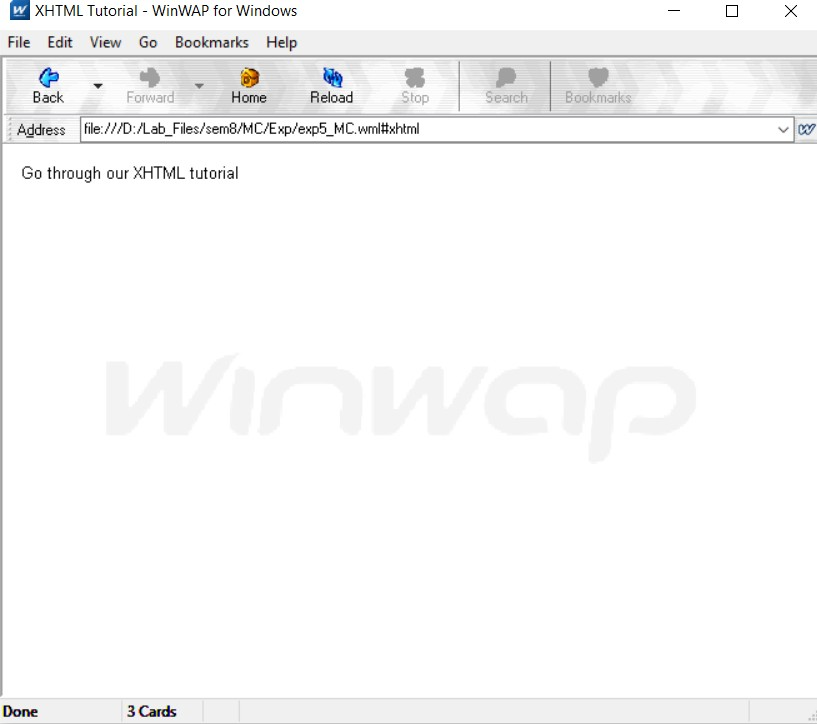 XHTML Tutorial - WinWAP for Windows
File Edit View Go Bookmarks Help
Back Forward Home Reload Stop Search Bookmarks
Address file:///D:/Lab_Files/sem8/MC/Exp/exp5_MC.wml#xhtml
Go through our XHTML tutorial
Winwap
Done 3 Cards